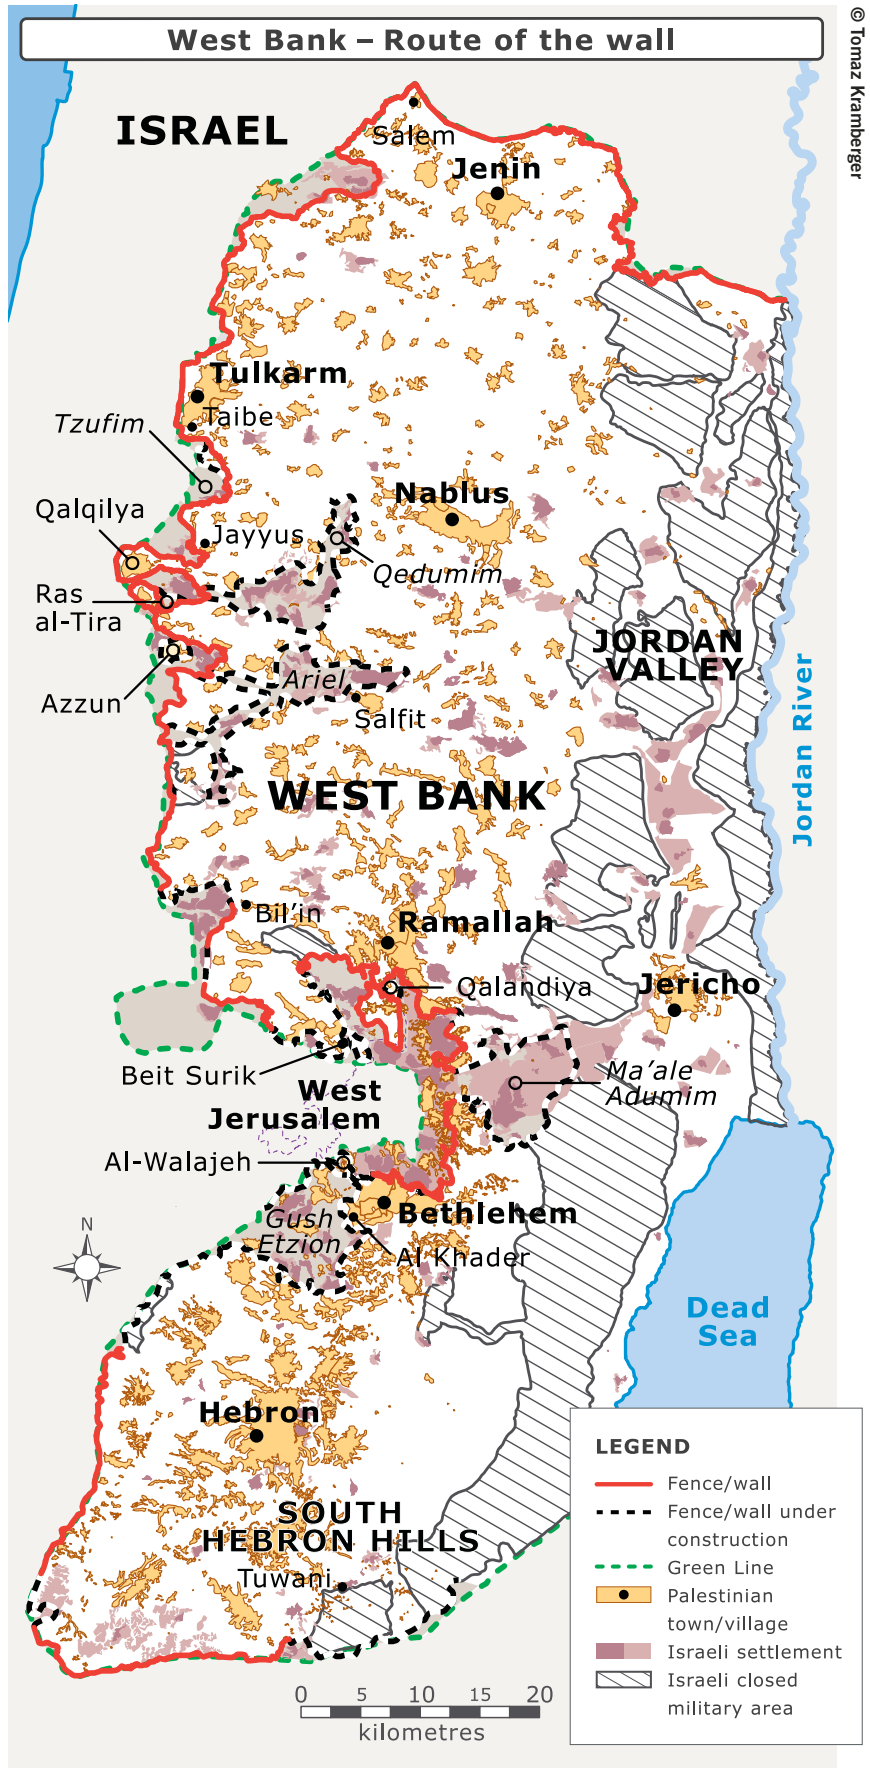 West Bank – Route of the wall
© Tomaz Kramberger
ISRAEL
Salem
Jenin
Tulkarm
Taibe
Tzufim
Nablus
Qalqilya
Jayyus
Qedumim
Ras
al-Tira
JORDAN
VALLEY
Ariel
Azzun
Salfit
Jordan River
WEST BANK
Bil’in
Ramallah
Qalandiya
Jericho
Beit Surik
Ma’ale
Adumim
West
Jerusalem
Al-Walajeh
Bethlehem
Gush
Etzion
Al Khader
N
Dead
Sea
Hebron
SOUTH
HEBRON HILLS
Tuwani
LEGEND
Fence/wall
Fence/wall under
construction
Green Line
Palestinian
town/village
Israeli settlement
Israeli closed
military area
0 5 10 15 20
kilometres